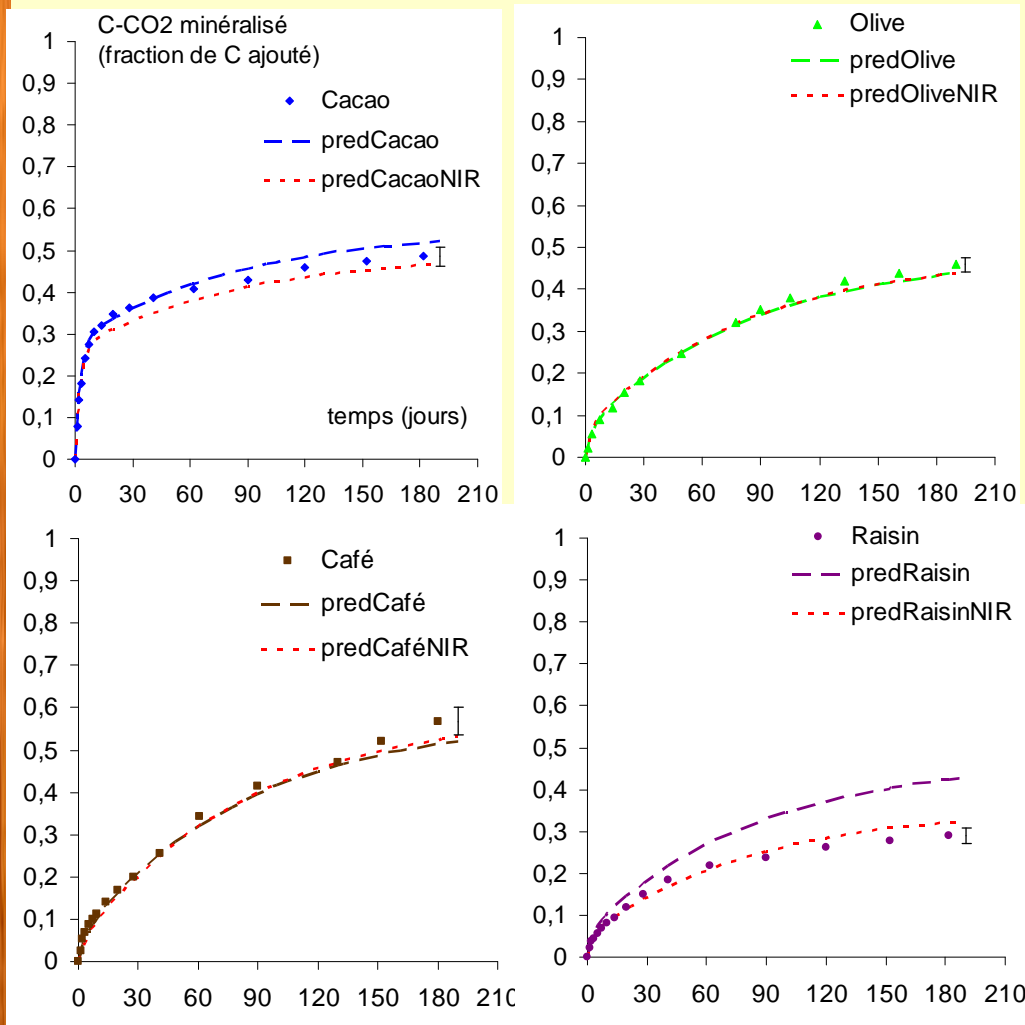 C-CO2 minéralisé
(fraction de C ajouté)
1
0,9
0,8
0,7
0,6
0,5
0,4
0,3
0,2
0,1
0
Cacao
predCacao
predCacaoNIR
temps (jours)
0 30 60 90 120 150 180 210
1
0,9
0,8
0,7
0,6
0,5
0,4
0,3
0,2
0,1
0
Olive
predOlive
predOliveNIR
0 30 60 90 120 150 180 210
1
0,9
0,8
0,7
0,6
0,5
0,4
0,3
0,2
0,1
0
Café
predCafé
predCaféNIR
0 30 60 90 120 150 180 210
1
0,9
0,8
0,7
0,6
0,5
0,4
0,3
0,2
0,1
0
Raisin
predRaisin
predRaisinNIR
0 30 60 90 120 150 180 210